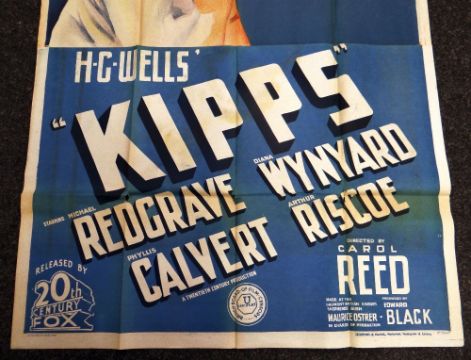 H·G·WELLS'
"KIPPS"
STARRING MICHAEL
REDGRAVE
DIANA
WYNYARD
PHYLLIS
CALVERT
ARTHUR
RISCOE
A TWENTIETH CENTURY PRODUCTION
DIRECTED BY
CAROL
REED
RELEASED BY
20th
CENTURY
FOX
MAURICE OSTRER
IN CHARGE OF PRODUCTION
PRODUCED BY
EDWARD
BLACK